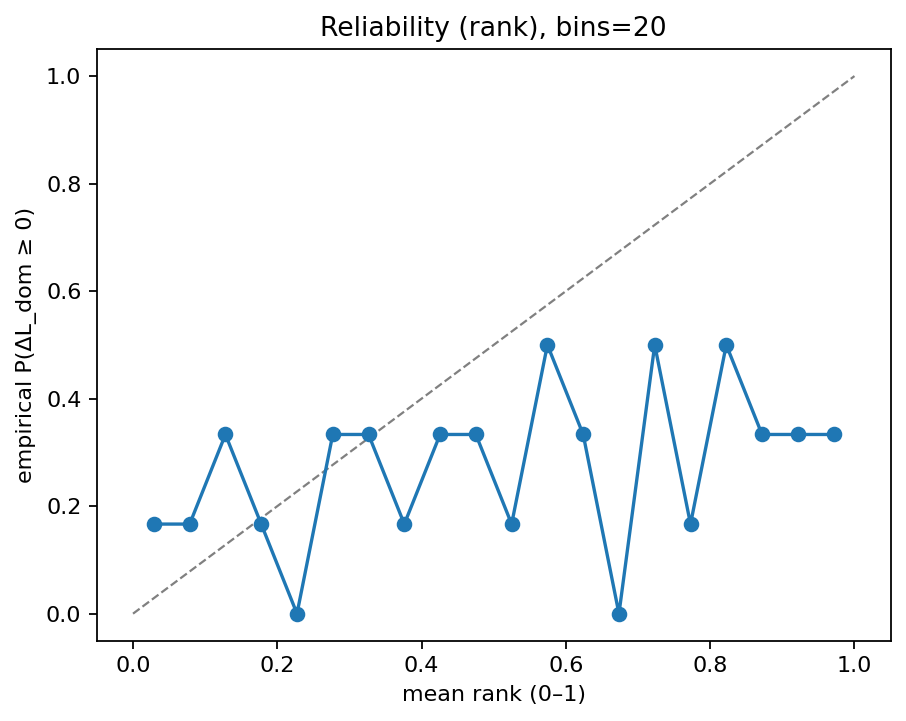 Reliability (rank), bins=20
1.0
0.8
0.6
0.4
0.2
0.0
empirical P(ΔL_dom ≥ 0)
0.0 0.2 0.4 0.6 0.8 1.0
mean rank (0–1)